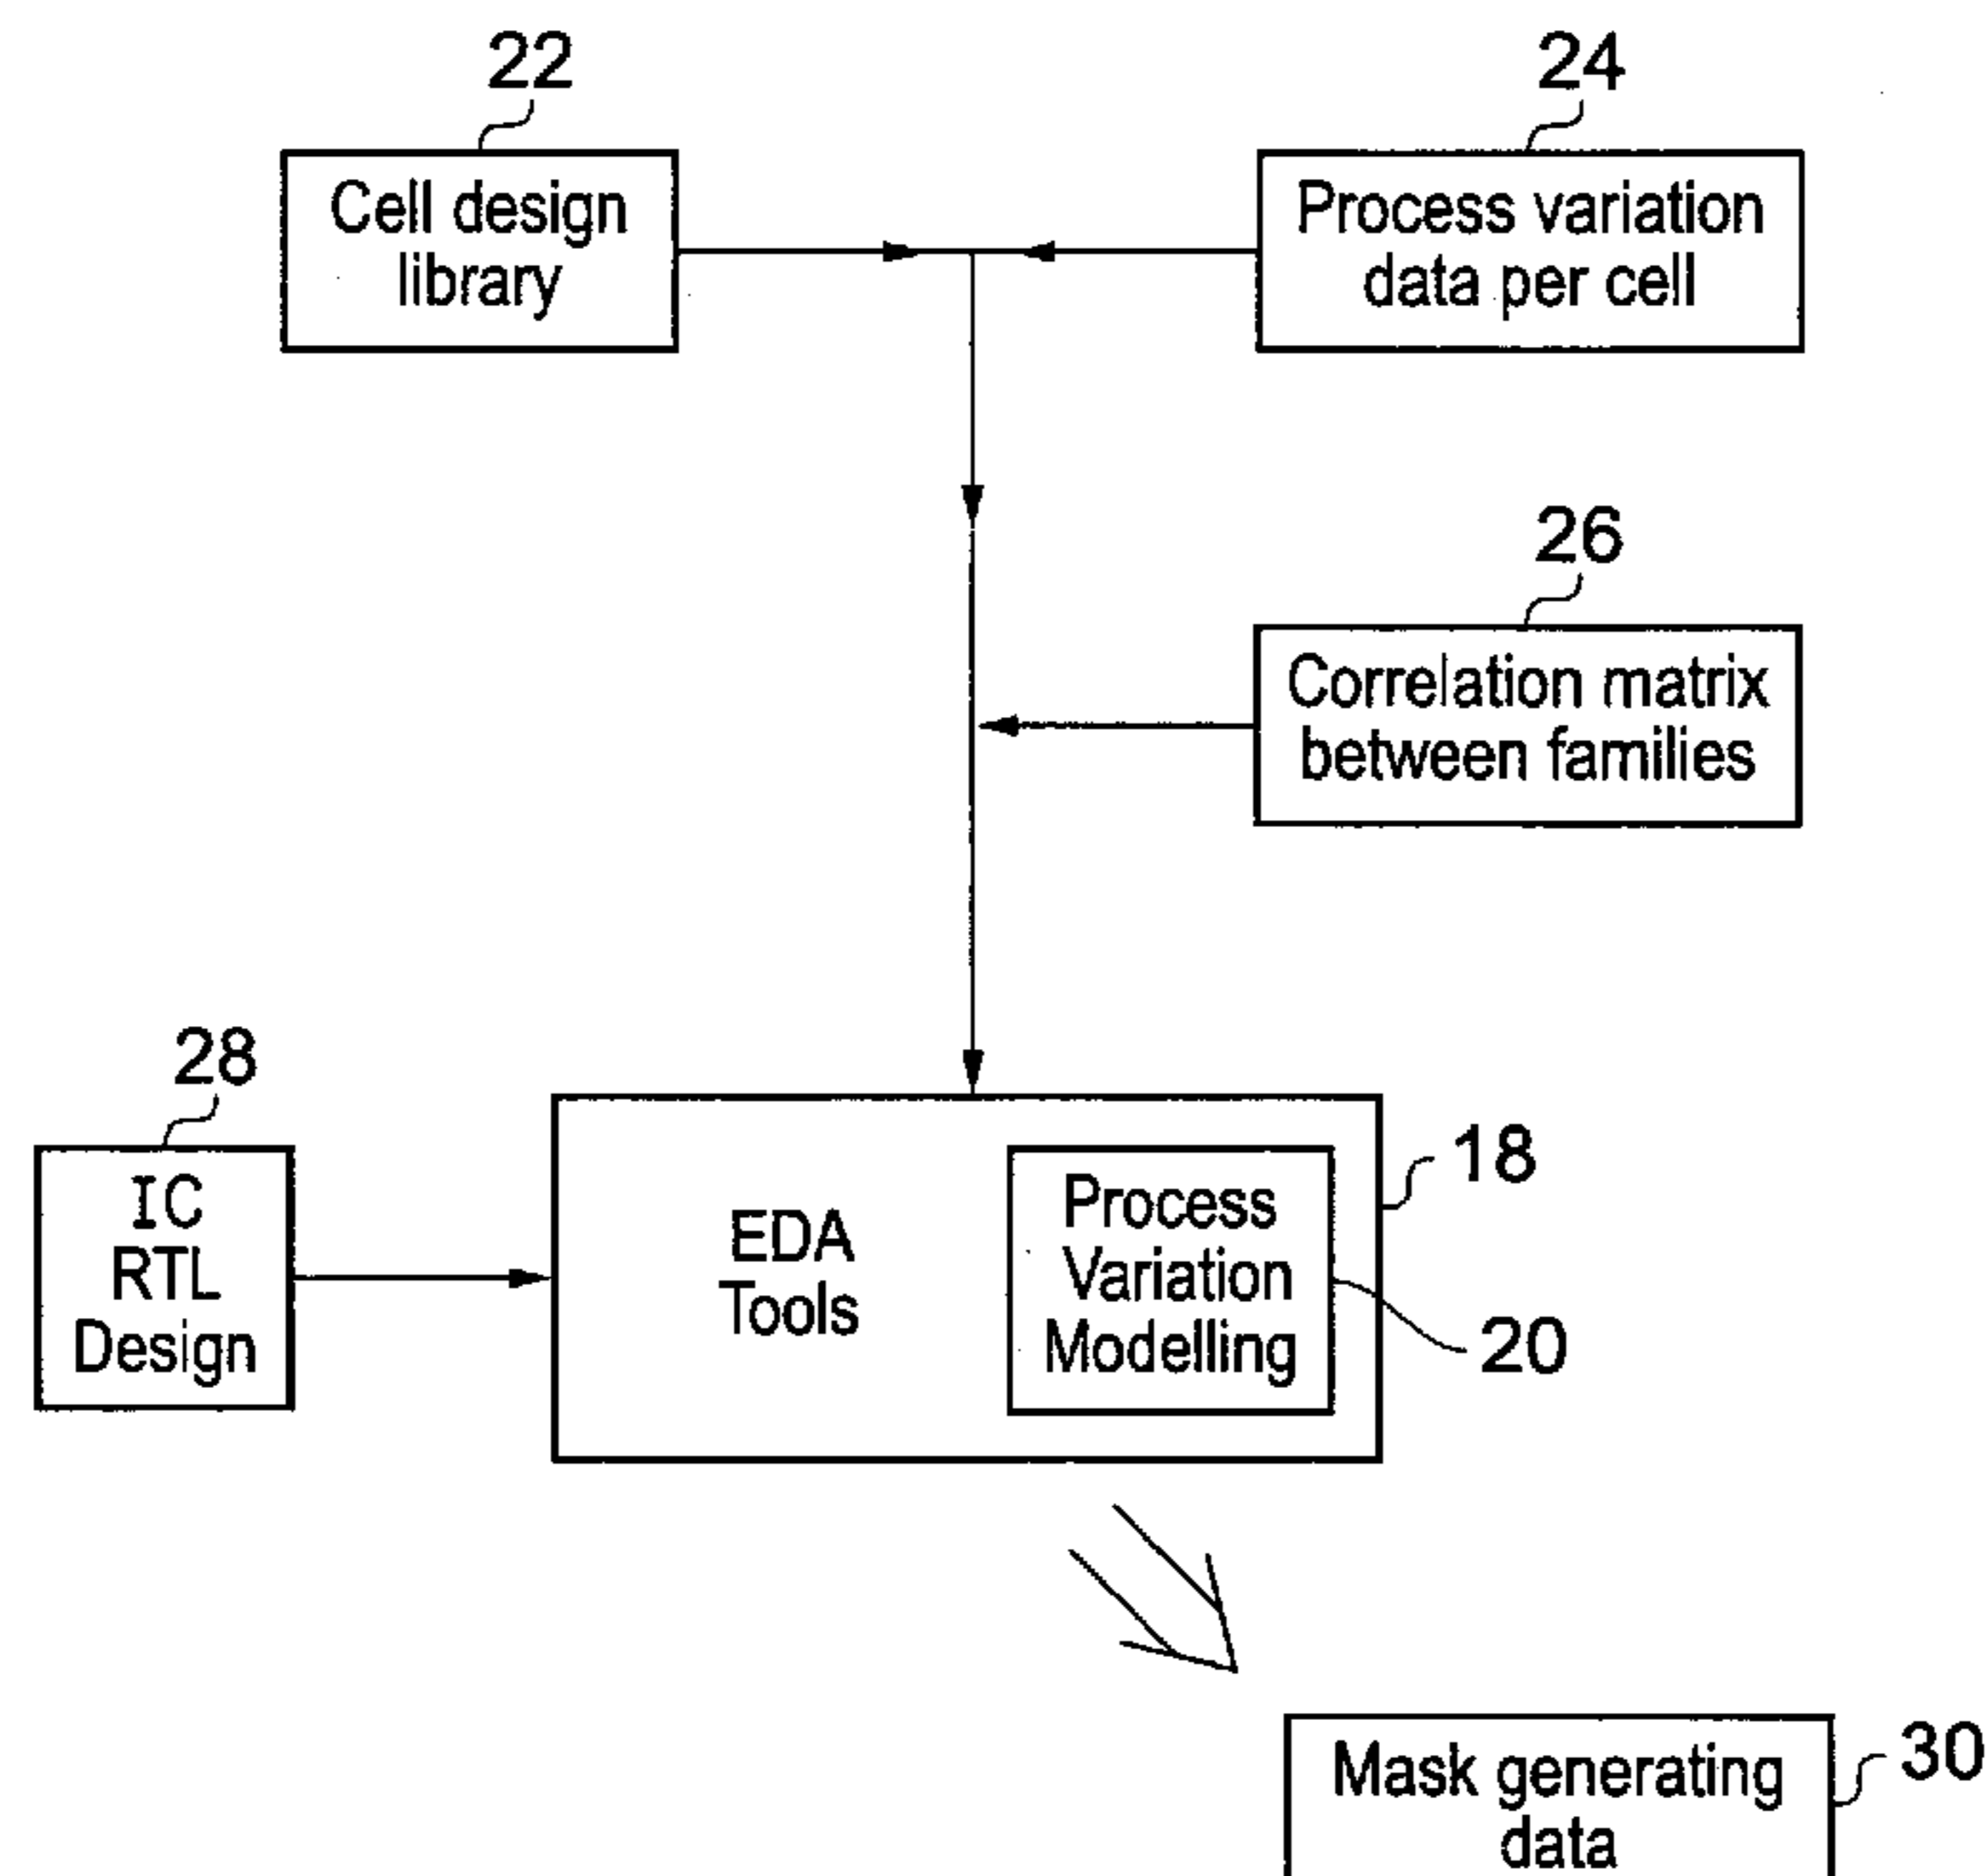 22
24
Cell design
library
Process variation
data per cell
26
Correlation matrix
between families
28
IC
RTL
Design
EDA
Tools
Process
Variation
Modelling
18
20
Mask generating
data
30